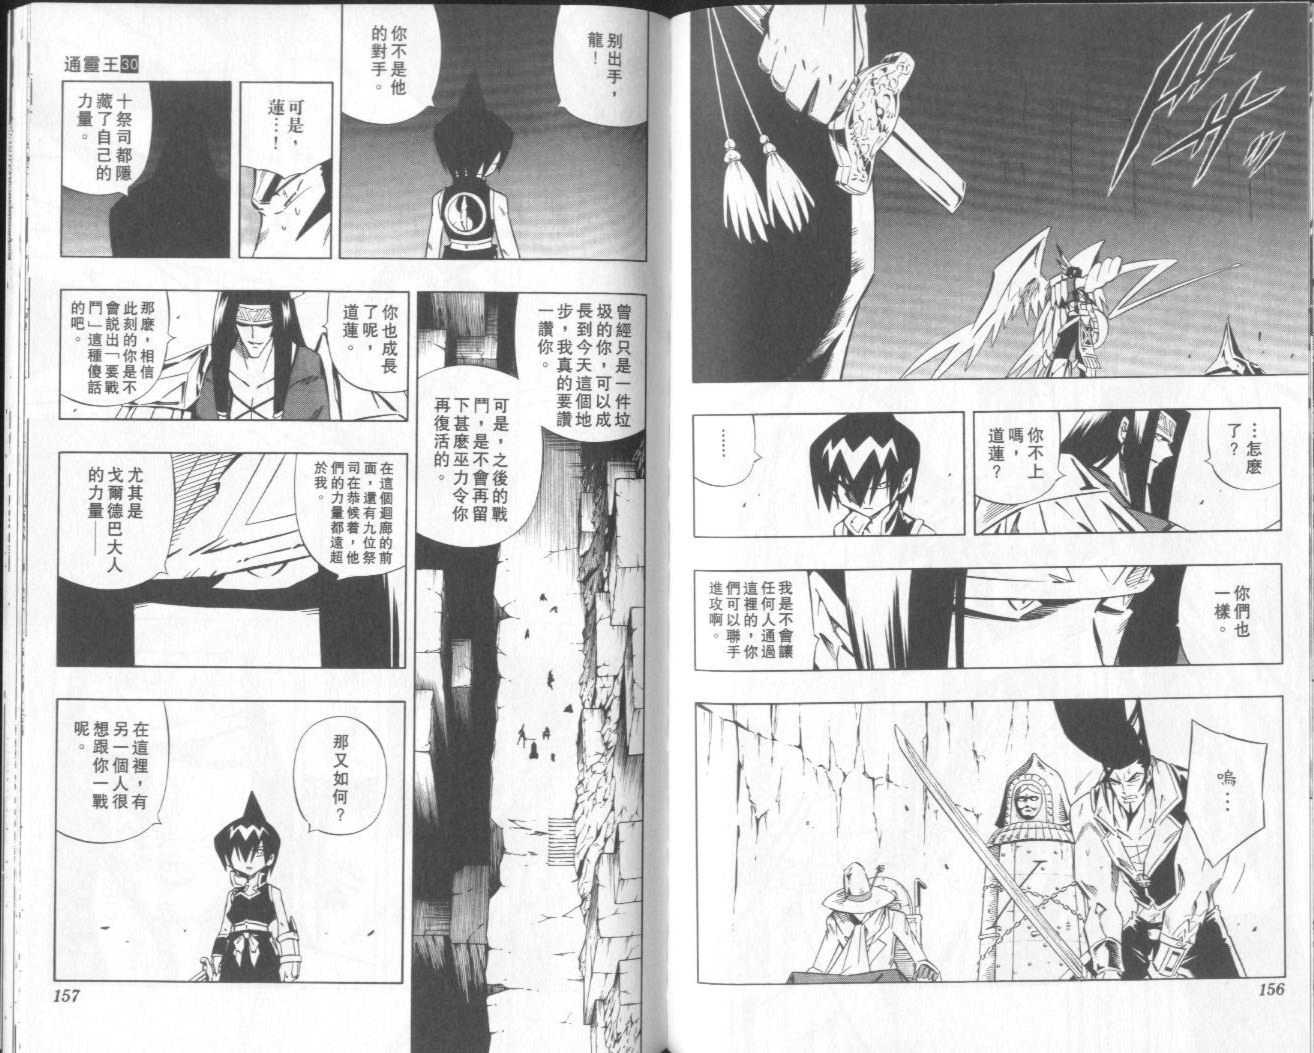 …怎麼
了？
你不上
嗎，
道蓮？
……
你們也
一樣。
我是不會讓
任何人通過
這裡的，你
們可以聯手
進攻啊。
嗚…
156
通靈王30
別出手，
龍！
你不是他
的對手。
可是，
蓮…！
十祭司都隱
藏了自己的
力量。
曾經只是一件垃
圾的你，可以成
長到今天這個地
步，我真的要讚
一讚你。
可是，之後的戰
鬥，是不會再留
下甚麼巫力令你
再復活的。
你也成長
了呢，
道蓮。
那麼，相信
此刻的你是不
會說出「要戰
鬥」這種傻話
的吧。
在這個迴廊的前
面，還有九位祭
司在恭候着，他
們的力量都遠超
於我。
尤其是
戈爾德巴大人
的力量——
那又如何？
在這裡，有
另一個人很
想跟你一戰
呢。
157